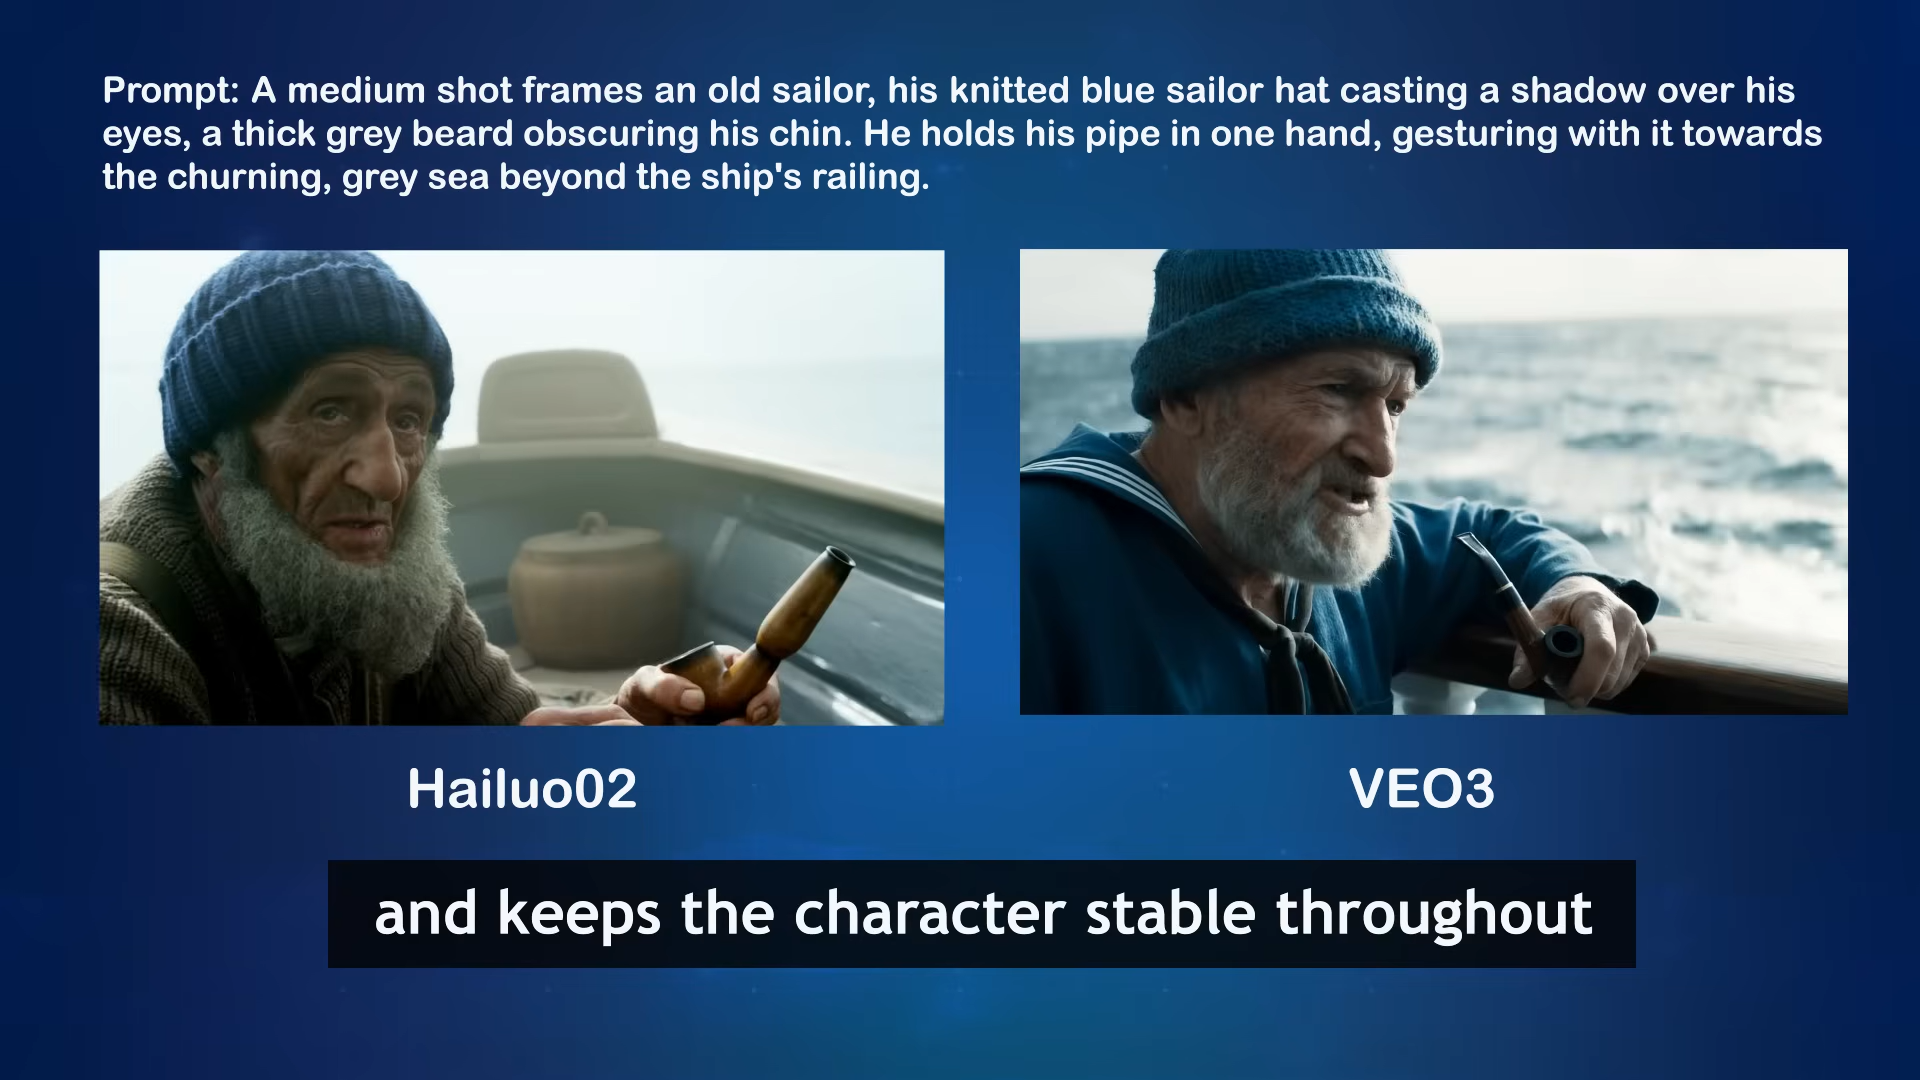 Prompt: A medium shot frames an old sailor, his knitted blue sailor hat casting a shadow over his
eyes, a thick grey beard obscuring his chin. He holds his pipe in one hand, gesturing with it towards
the churning, grey sea beyond the ship's railing.
Hailuo02
VEO3
and keeps the character stable throughout